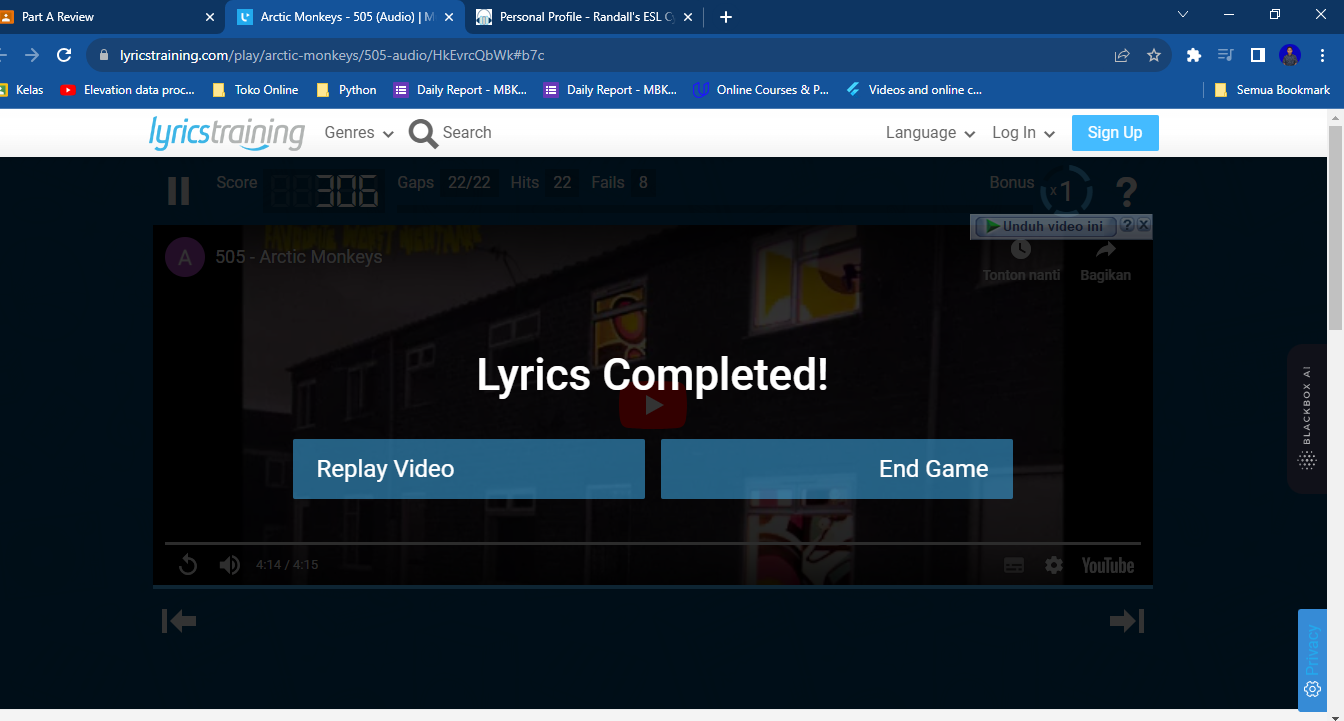 Part A Review
Arctic Monkeys - 505 (Audio) | M
Personal Profile - Randall's ESL Cy
lyricstraining.com/play/arctic-monkeys/505-audio/HkEvrcQbWk#b7c
Kelas
Elevation data proc...
Toko Online
Python
Daily Report - MBK...
Daily Report - MBK...
Online Courses & P...
Videos and online c...
Semua Bookmark
lyricstraining
Genres
Search
Language
Log In
Sign Up
Score 306 Gaps 22/22 Hits 22 Fails 8
Bonus x1 ?
Unduh video ini ? X
A
505 - Arctic Monkeys
Tonton nanti
Bagikan
Lyrics Completed!
Replay Video
End Game
4:14 / 4:15
YouTube
BLACKBOX AI
Privacy